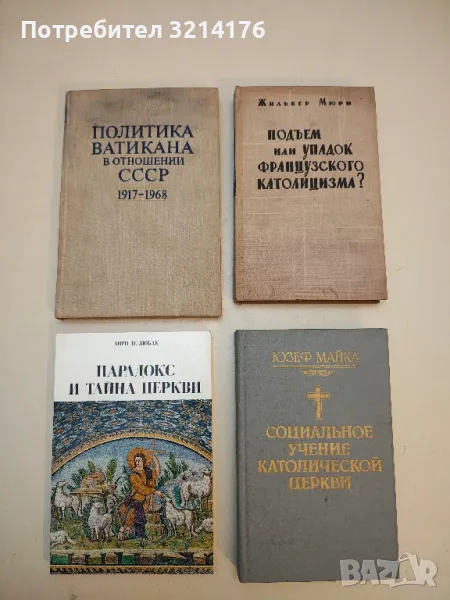 Потребител 3214176
ПОЛИТИКА
ВАТИКАНА
В ОТНОШЕНИИ
СССР
1917-1968
Жильбер Мюри
ПОДЪЕМ
ИЛИ УПАДОК
ФРАНЦУЗСКОГО
КАТОЛИЦИЗМА?
АНРИ ДЕ ЛЮБАК
ПАРАДОКС
И ТАЙНА ЦЕРКВИ
ЮЗЕФ МАЙКА
СОЦИАЛЬНОЕ
УЧЕНИЕ
КАТОЛИЧЕСКОЙ
ЦЕРКВИ
BAZAR